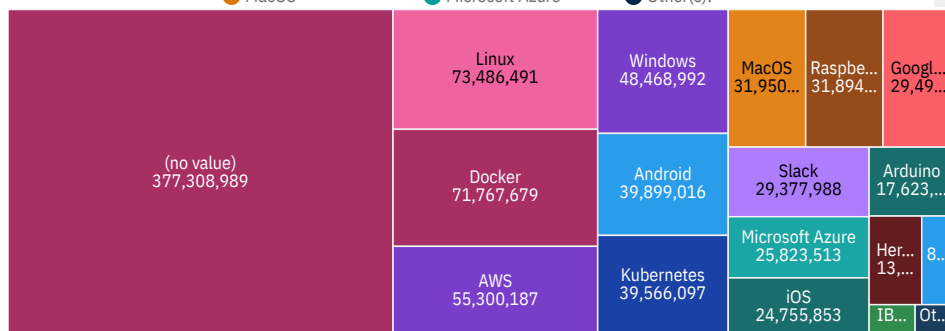 MacOS
Microsoft Azure
Other(s):
(no value)
377,308,989
Linux
73,486,491
Docker
71,767,679
AWS
55,300,187
Windows
48,468,992
Android
39,899,016
Kubernetes
39,566,097
MacOS
31,950...
Raspbe...
31,894...
Googl...
29,49...
Slack
29,377,988
Arduino
17,623,...
Microsoft Azure
25,823,513
iOS
24,755,853
Her...
13,...
8...
IB...
Ot...